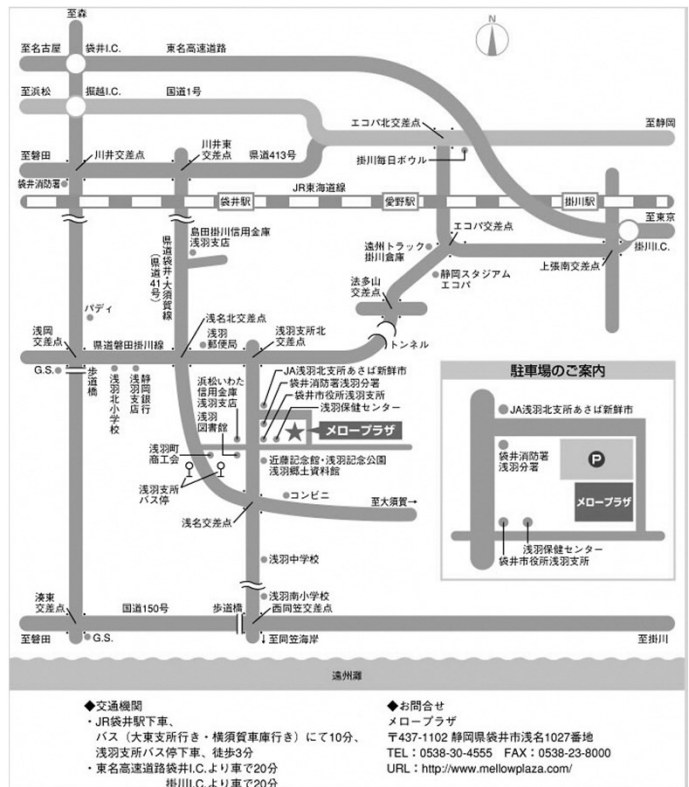 至森
N
至名古屋
袋井I.C.
東名高速道路
至浜松
堀越I.C.
国道1号
エコパ北交差点
至静岡
至磐田
川井交差点
川井東
交差点
県道413号
掛川毎日ボウル
袋井消防署
JR東海道線
袋井駅
愛野駅
掛川駅
至東京
掛川I.C.
島田掛川信用金庫
浅羽支店
県道袋井・大須賀線
(県道41号)
遠州トラック
掛川倉庫
エコパ交差点
上張南交差点
静岡スタジアム
エコパ
法多山
交差点
パディ
浅岡
交差点
県道磐田掛川線
浅名北交差点
浅羽
郵便局
浅羽支所北
交差点
トンネル
G.S.
歩道橋
浅羽北小学校
静岡銀行
浅羽支店
浜松いわた
信用金庫
浅羽支店
JA浅羽北支所あさば新鮮市
袋井消防署浅羽分署
袋井市役所浅羽支所
浅羽保健センター
浅羽
図書館
メロープラザ
浅羽町
商工会
近藤記念館・浅羽記念公園
浅羽郷土資料館
浅羽支所
バス停
コンビニ
至大須賀→
浅名交差点
浅羽中学校
浅羽南小学校
湊東
交差点
国道150号
歩道橋
西同笠交差点
至磐田
G.S.
↓至同笠海岸
至掛川
駐車場のご案内
JA浅羽北支所あさば新鮮市
袋井消防署
浅羽分署
P
メロープラザ
浅羽保健センター
袋井市役所浅羽支所
遠州灘
◆交通機関
・JR袋井駅下車、
バス（大東支所行き・横須賀車庫行き）にて10分、
浅羽支所バス停下車、徒歩3分
・東名高速道路袋井I.C.より車で20分
掛川I.C.より車で20分
◆お問合せ
メロープラザ
〒437-1102 静岡県袋井市浅名1027番地
TEL：0538-30-4555　FAX：0538-23-8000
URL：http://www.mellowplaza.com/